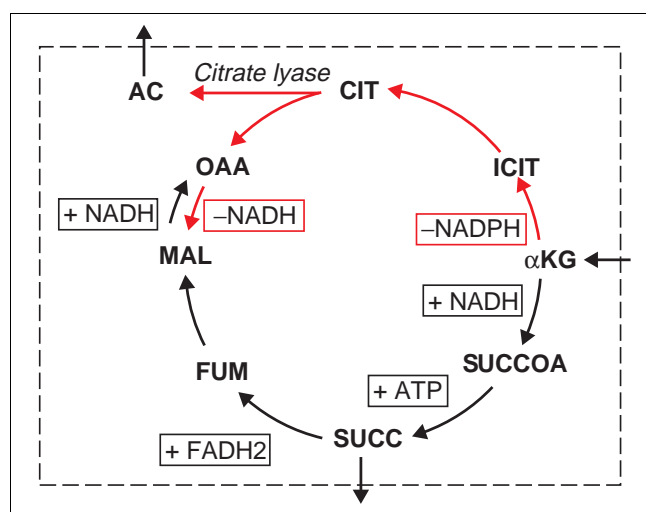 Citrate lyase
AC
CIT
OAA
ICIT
+ NADH
–NADH
–NADPH
MAL
αKG
+ NADH
FUM
SUCCOA
+ ATP
SUCC
+ FADH2